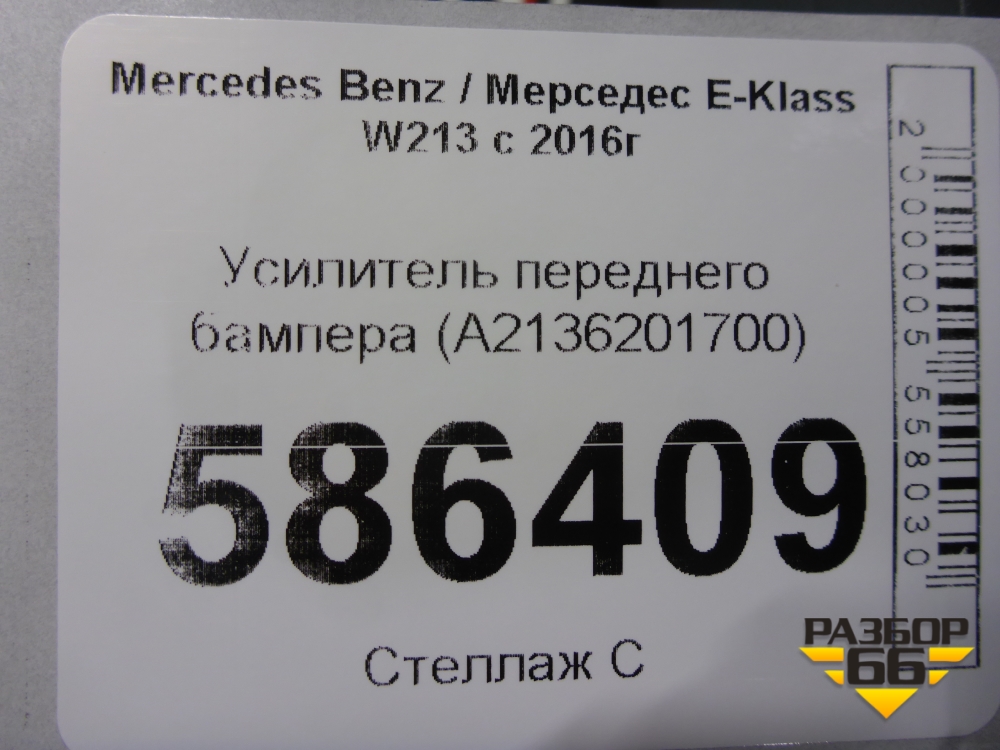 Mercedes Benz / Мерседес E-Klass
W213 с 2016г
Усилитель переднего
бампера (A2136201700)
586409
Стеллаж С
2000005558030
РАЗБОР
66